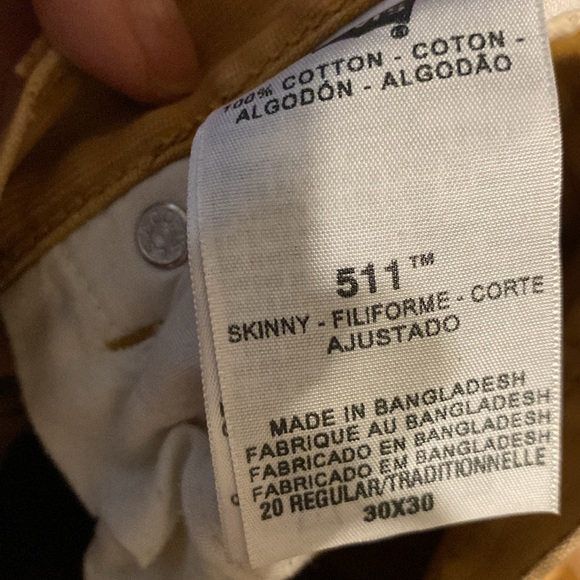 ®
100% COTTON - COTON -
ALGODÓN - ALGODÃO
511™
SKINNY - FILIFORME - CORTE
AJUSTADO
MADE IN BANGLADESH
FABRIQUE AU BANGLADESH
FABRICADO EN BANGLADESH
FABRICADO EM BANGLADESH
20 REGULAR/TRADITIONNELLE
30X30